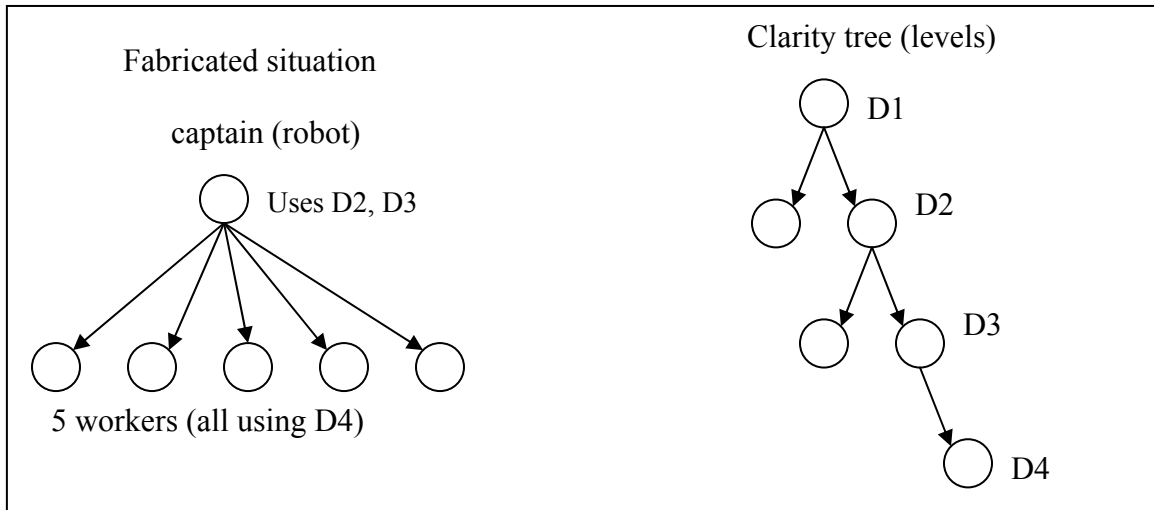 Fabricated situation
captain (robot)
Uses D2, D3
5 workers (all using D4)
Clarity tree (levels)
D1
D2
D3
D4